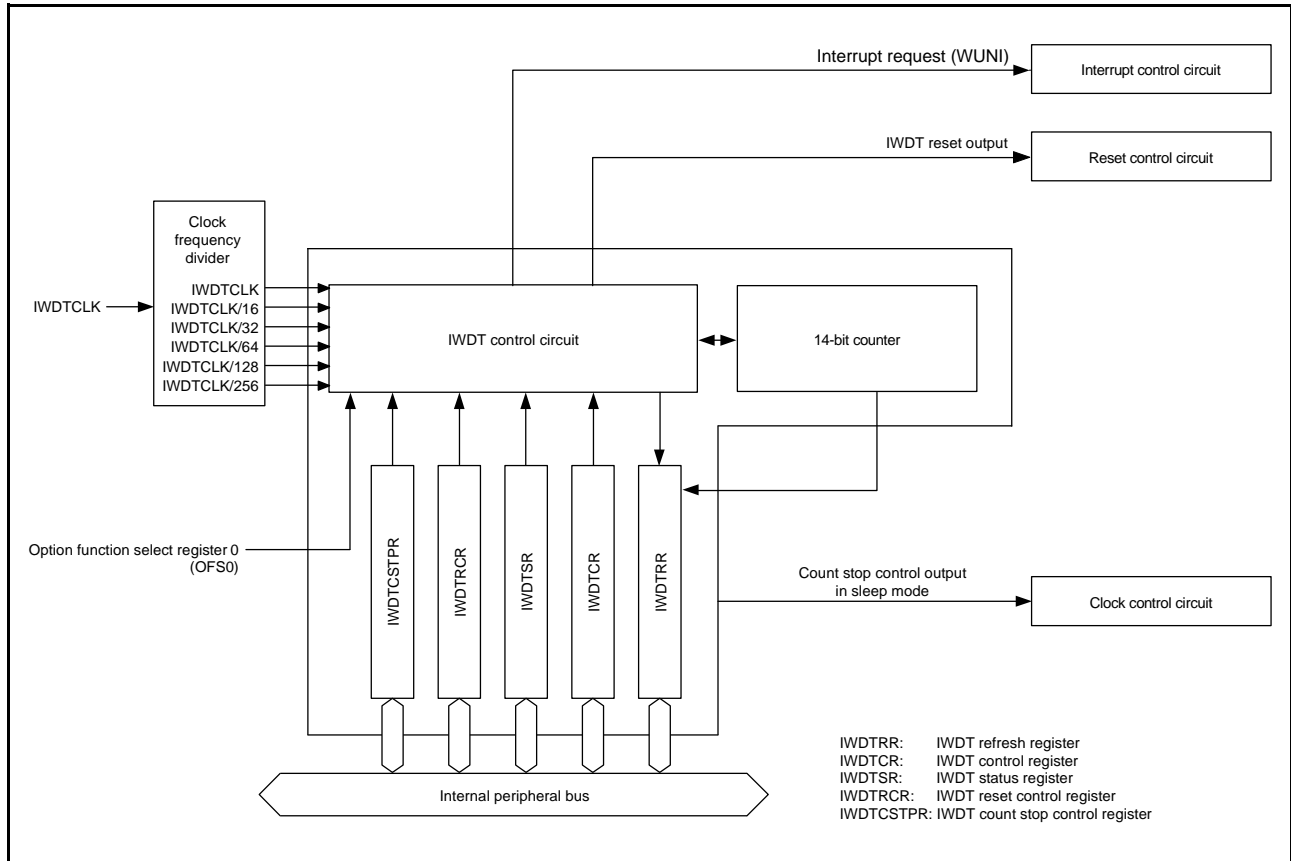 Interrupt request (WUNI)
Interrupt control circuit
IWDT reset output
Reset control circuit
Clock
frequency
divider
IWDTCLK
IWDTCLK
IWDTCLK/16
IWDTCLK/32
IWDTCLK/64
IWDTCLK/128
IWDTCLK/256
IWDT control circuit
14-bit counter
Option function select register 0
(OFS0)
IWDTCSTPR
IWDTRCR
IWDTSR
IWDTCR
IWDTRR
Count stop control output
in sleep mode
Clock control circuit
Internal peripheral bus
IWDTRR: IWDT refresh register
IWDTCR: IWDT control register
IWDTSR: IWDT status register
IWDTRCR: IWDT reset control register
IWDTCSTPR: IWDT count stop control register